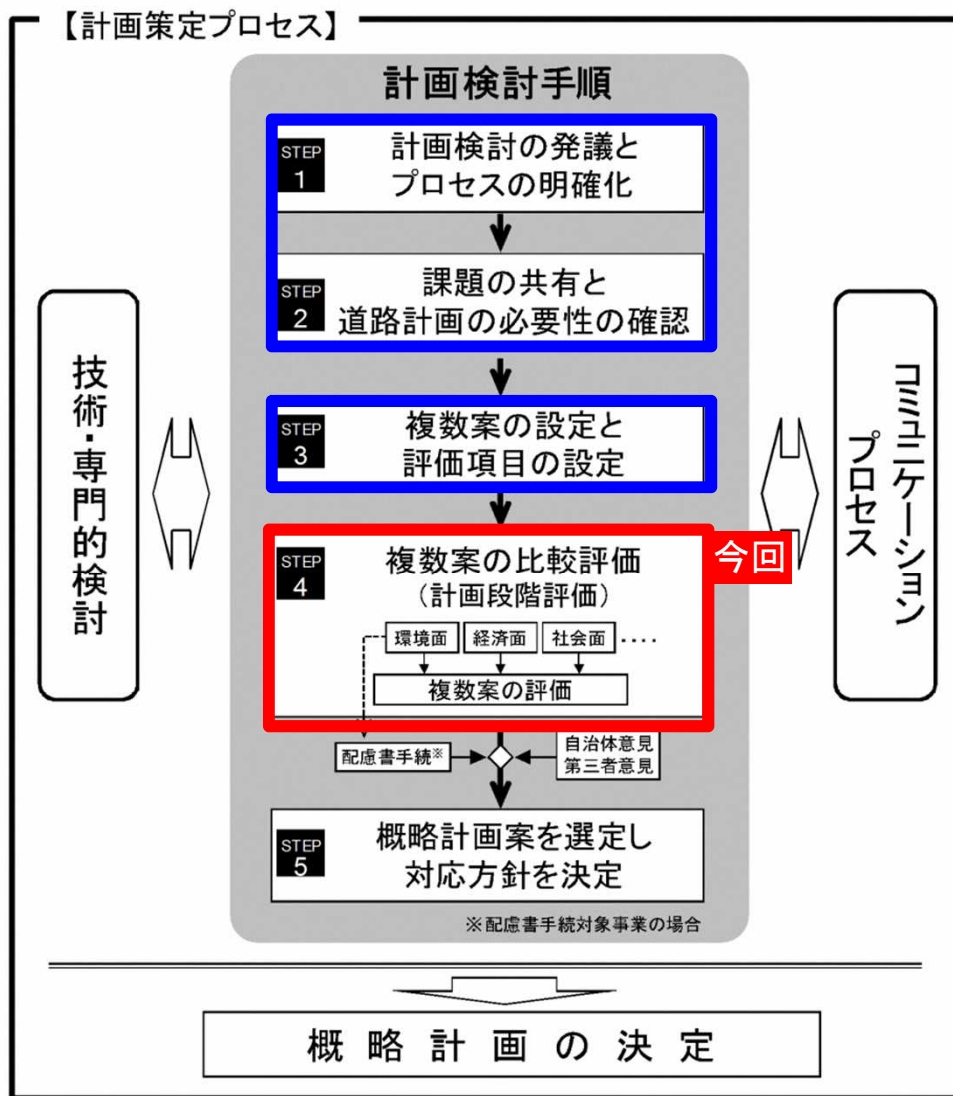 【計画策定プロセス】
計画検討手順
STEP
1
計画検討の発議と
プロセスの明確化
STEP
2
課題の共有と
道路計画の必要性の確認
STEP
3
複数案の設定と
評価項目の設定
STEP
4
複数案の比較評価
(計画段階評価)
今回
環境面
経済面
社会面
・・・・
複数案の評価
配慮書手続※
自治体意見
第三者意見
STEP
5
概略計画案を選定し
対応方針を決定
※配慮書手続対象事業の場合
技術・専門的検討
コミュニケーション
プロセス
概略計画の決定